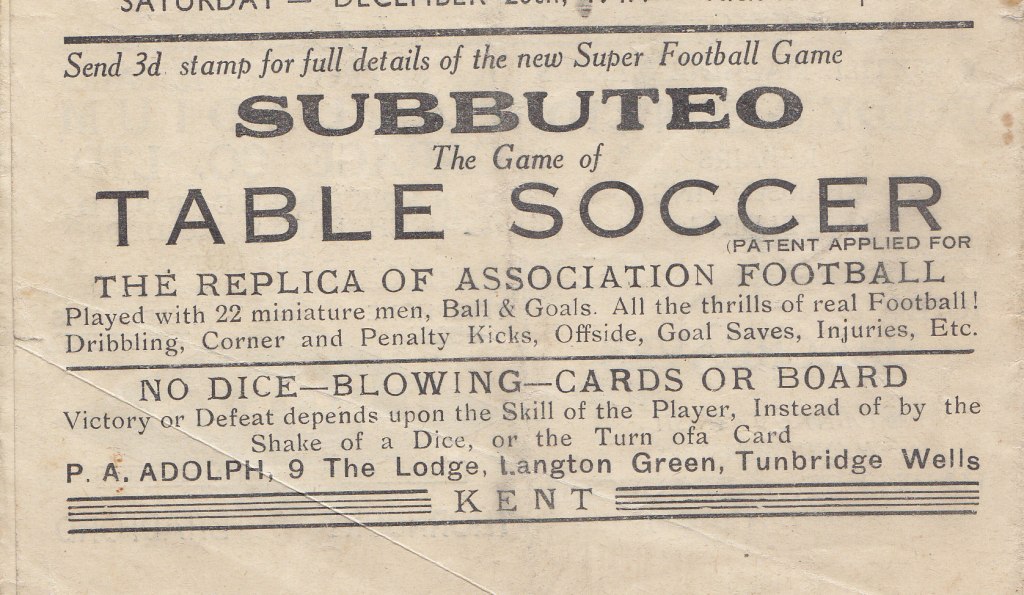 SATURDAY — DECEMBER
Send 3d stamp for full details of the new Super Football Game
SUBBUTEO
The Game of
TABLE SOCCER
(PATENT APPLIED FOR
THE REPLICA OF ASSOCIATION FOOTBALL
Played with 22 miniature men, Ball & Goals. All the thrills of real Football!
Dribbling, Corner and Penalty Kicks, Offside, Goal Saves, Injuries, Etc.
NO DICE—BLOWING—CARDS OR BOARD
Victory or Defeat depends upon the Skill of the Player, Instead of by the
Shake of a Dice, or the Turn ofa Card
P. A. ADOLPH, 9 The Lodge, Langton Green, Tunbridge Wells
KENT